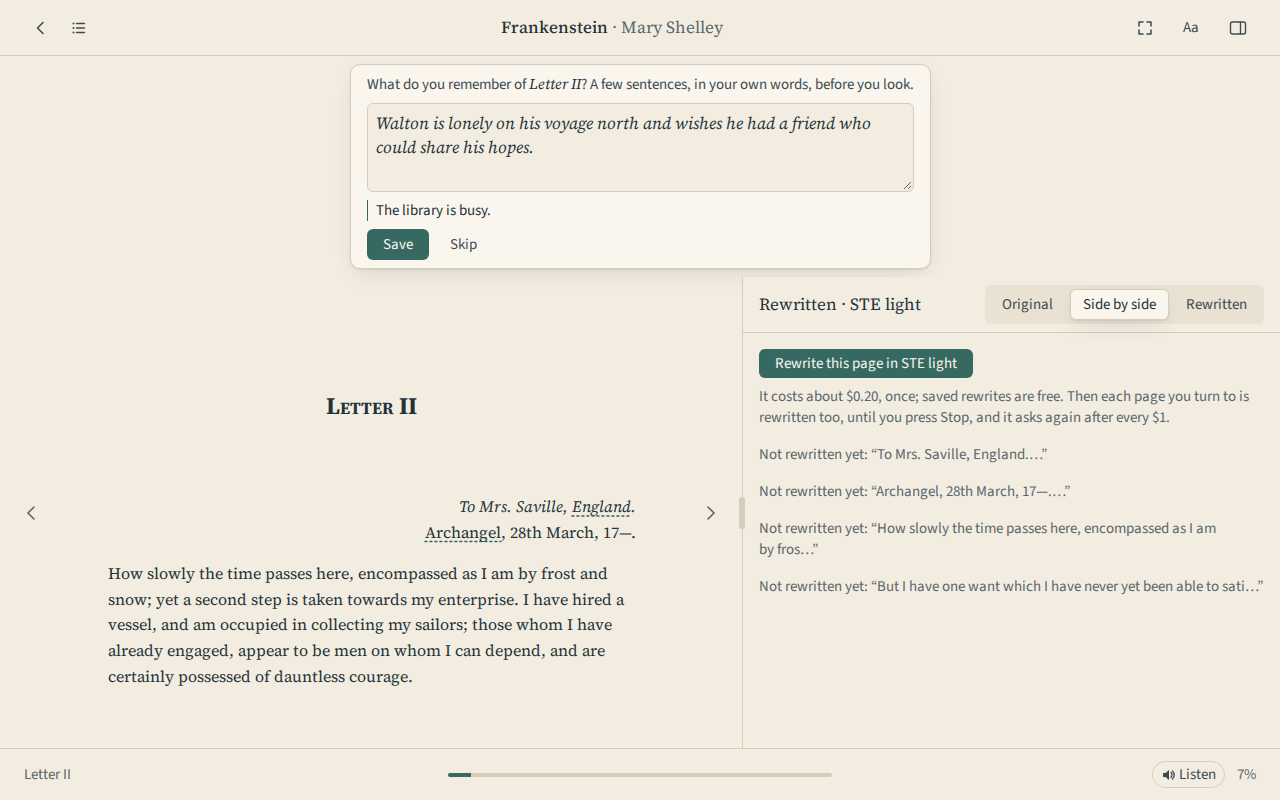 Frankenstein · Mary Shelley
Aa
What do you remember of Letter II? A few sentences, in your own words, before you look.
Walton is lonely on his voyage north and wishes he had a friend who
could share his hopes.
The library is busy.
Save
Skip
Rewritten · STE light
Original
Side by side
Rewritten
Rewrite this page in STE light
It costs about $0.20, once; saved rewrites are free. Then each page you turn to is
rewritten too, until you press Stop, and it asks again after every $1.
Not rewritten yet: “To Mrs. Saville, England.…”
Not rewritten yet: “Archangel, 28th March, 17—.…”
Not rewritten yet: “How slowly the time passes here, encompassed as I am
by fros…”
Not rewritten yet: “But I have one want which I have never yet been able to sati…”
Letter II
To Mrs. Saville, England.
Archangel, 28th March, 17—.
How slowly the time passes here, encompassed as I am by frost and
snow; yet a second step is taken towards my enterprise. I have hired a
vessel, and am occupied in collecting my sailors; those whom I have
already engaged, appear to be men on whom I can depend, and are
certainly possessed of dauntless courage.
Letter II
Listen
7%